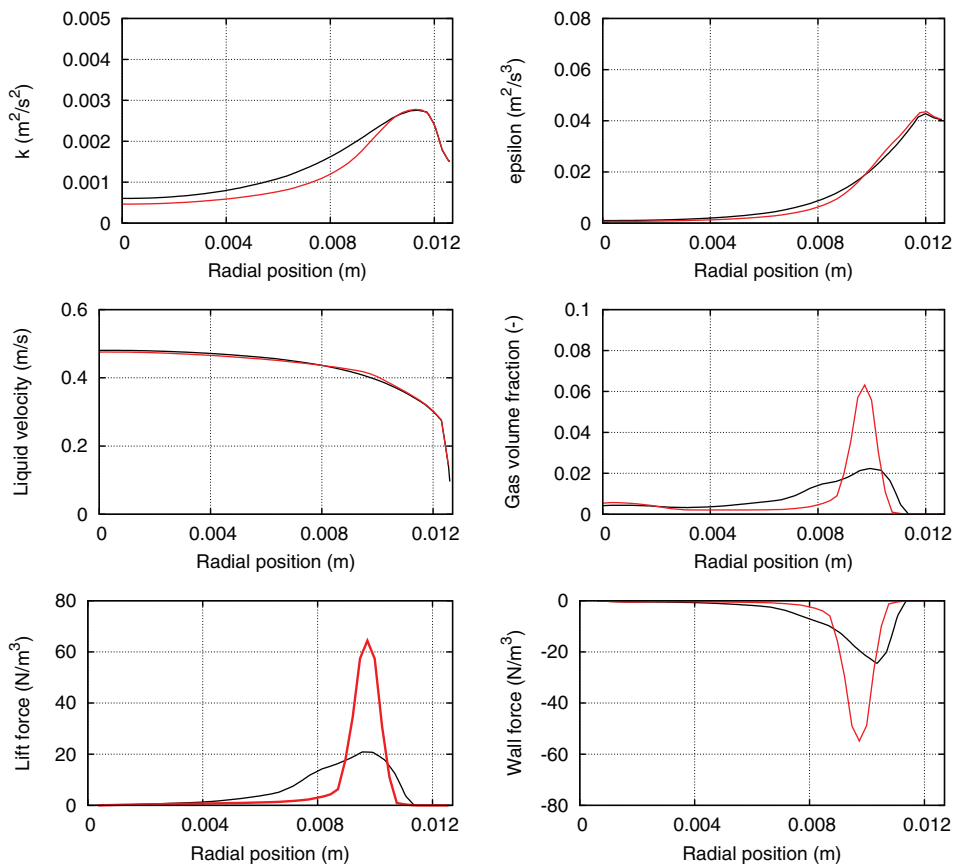 0.005
0.004
0.003
0.002
0.001
0
k (m²/s²)
0 0.004 0.008 0.012
Radial position (m)
0.08
0.06
0.04
0.02
0
epsilon (m²/s³)
0 0.004 0.008 0.012
Radial position (m)
0.6
0.4
0.2
0
Liquid velocity (m/s)
0 0.004 0.008 0.012
Radial position (m)
0.1
0.08
0.06
0.04
0.02
0
Gas volume fraction (-)
0 0.004 0.008 0.012
Radial position (m)
80
60
40
20
0
Lift force (N/m³)
0 0.004 0.008 0.012
Radial position (m)
0
-20
-40
-60
-80
Wall force (N/m³)
0 0.004 0.008 0.012
Radial position (m)